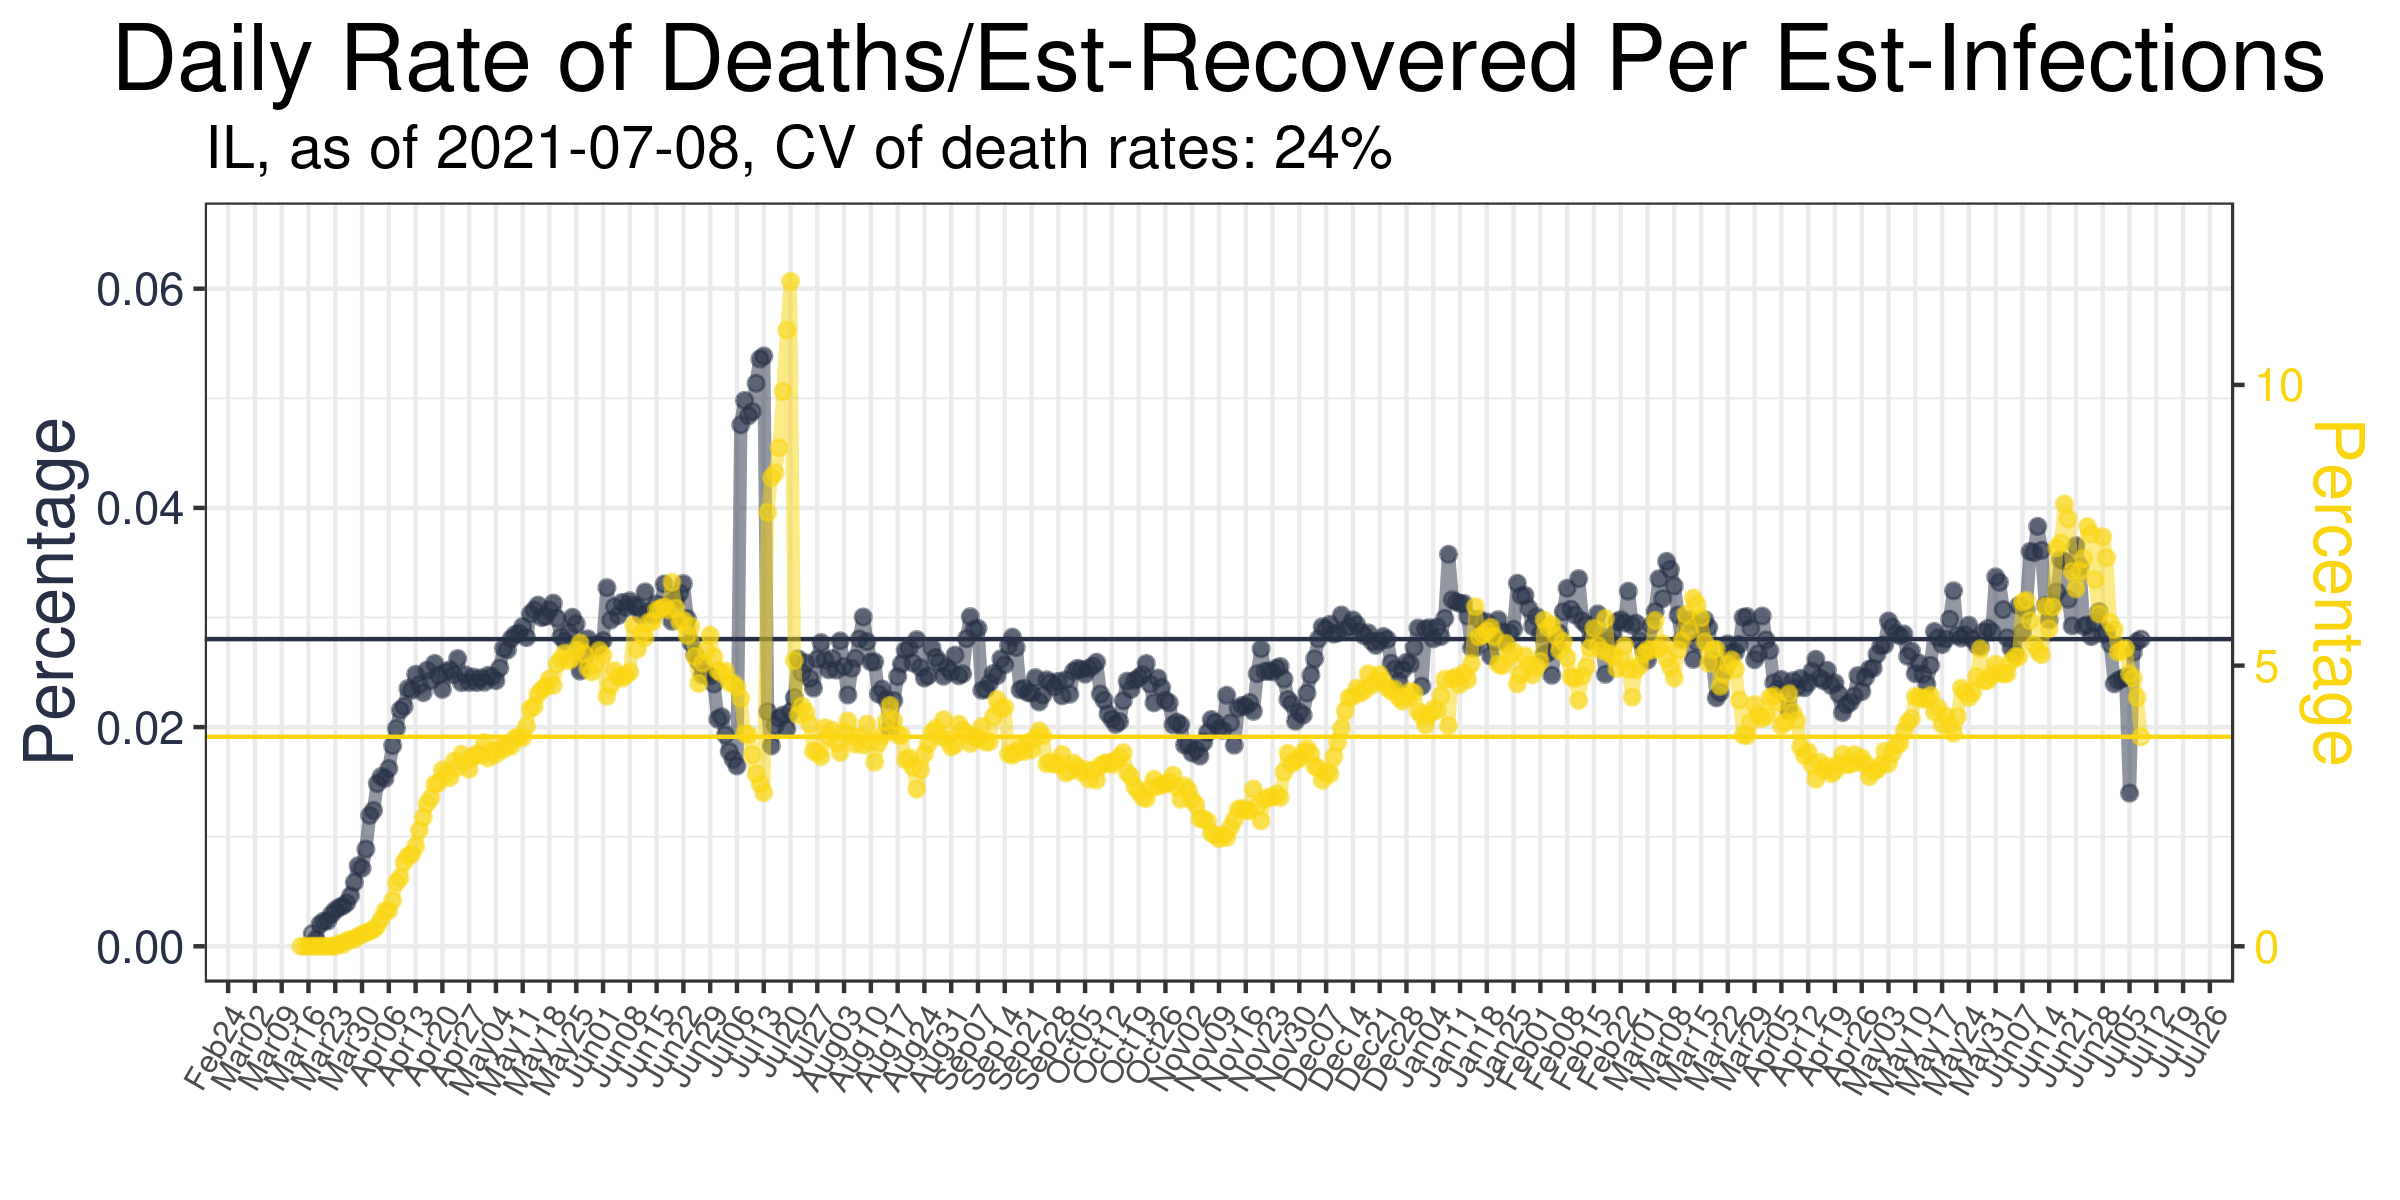 Daily Rate of Deaths/Est-Recovered Per Est-Infections
IL, as of 2021-07-08, CV of death rates: 24%
Percentage
0.06
0.04
0.02
0.00
10
5
0
Percentage
Feb24 Mar02 Mar09 Mar16 Mar23 Mar30 Apr06 Apr13 Apr20 Apr27 May04 May11 May18 May25 Jun01 Jun08 Jun15 Jun22 Jun29 Jul06 Jul13 Jul20 Jul27 Aug03 Aug10 Aug17 Aug24 Aug31 Sep07 Sep14 Sep21 Sep28 Oct05 Oct12 Oct19 Oct26 Nov02 Nov09 Nov16 Nov23 Nov30 Dec07 Dec14 Dec21 Dec28 Jan04 Jan11 Jan18 Jan25 Feb01 Feb08 Feb15 Feb22 Mar01 Mar08 Mar15 Mar22 Mar29 Apr05 Apr12 Apr19 Apr26 May03 May10 May17 May24 May31 Jun07 Jun14 Jun21 Jun28 Jul05 Jul12 Jul19 Jul26